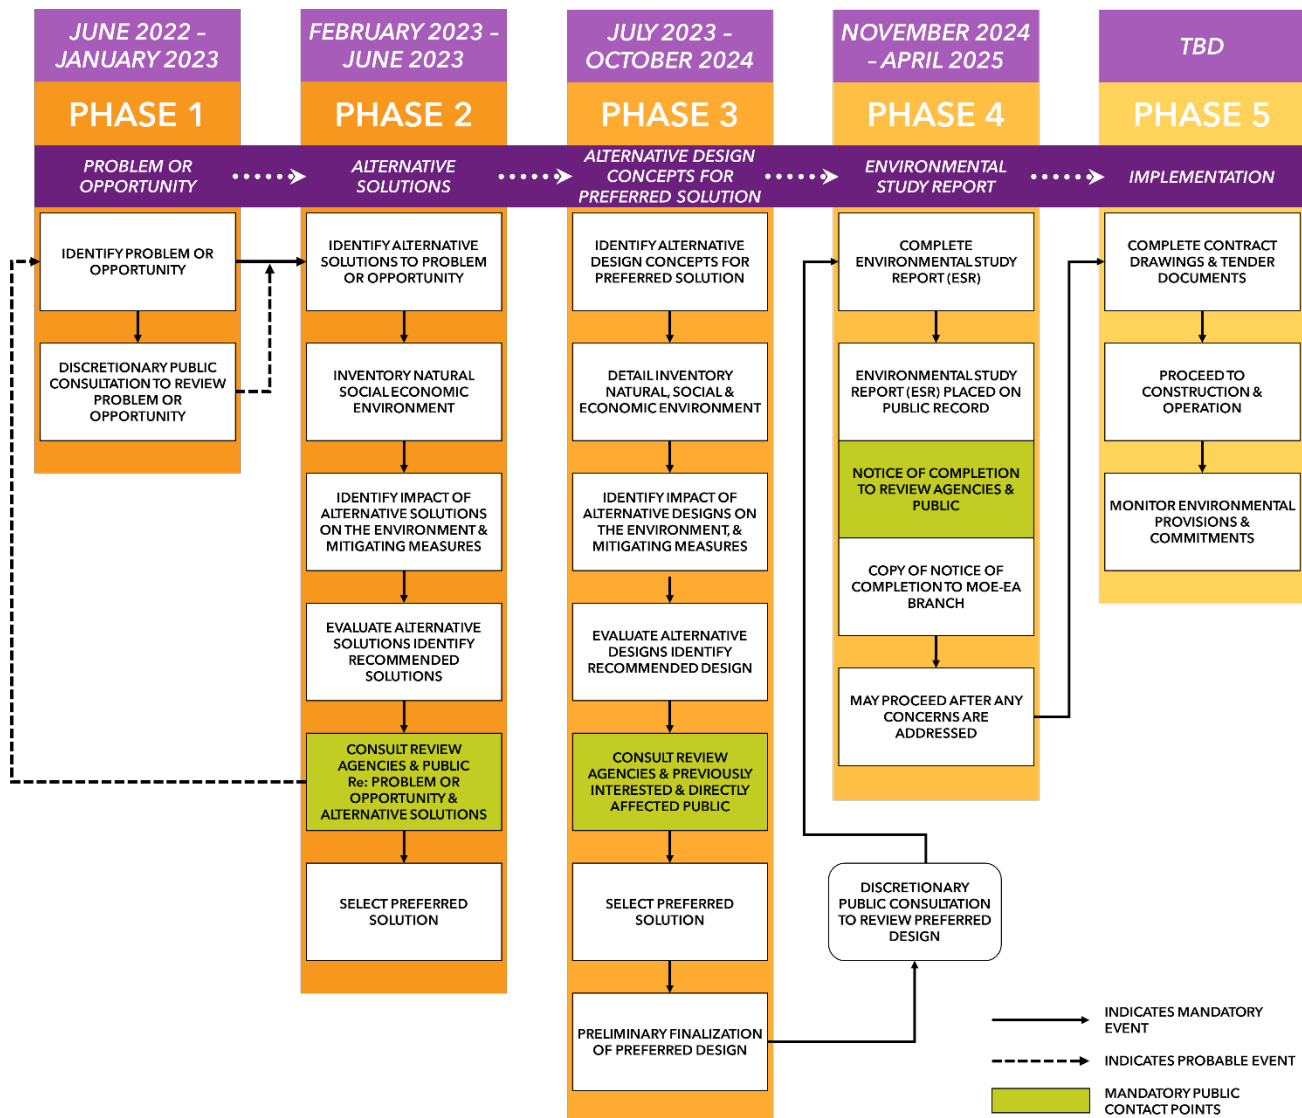 JUNE 2022 –
JANUARY 2023
PHASE 1
PROBLEM OR
OPPORTUNITY
IDENTIFY PROBLEM OR
OPPORTUNITY
DISCRETIONARY PUBLIC
CONSULTATION TO REVIEW
PROBLEM OR
OPPORTUNITY
FEBRUARY 2023 –
JUNE 2023
PHASE 2
ALTERNATIVE
SOLUTIONS
IDENTIFY ALTERNATIVE
SOLUTIONS TO PROBLEM
OR OPPORTUNITY
INVENTORY NATURAL
SOCIAL ECONOMIC
ENVIRONMENT
IDENTIFY IMPACT OF
ALTERNATIVE SOLUTIONS
ON THE ENVIRONMENT &
MITIGATING MEASURES
EVALUATE ALTERNATIVE
SOLUTIONS IDENTIFY
RECOMMENDED
SOLUTIONS
CONSULT REVIEW
AGENCIES & PUBLIC
Re: PROBLEM OR
OPPORTUNITY &
ALTERNATIVE SOLUTIONS
SELECT PREFERRED
SOLUTION
JULY 2023 –
OCTOBER 2024
PHASE 3
ALTERNATIVE DESIGN
CONCEPTS FOR
PREFERRED SOLUTION
IDENTIFY ALTERNATIVE
DESIGN CONCEPTS FOR
PREFERRED SOLUTION
DETAIL INVENTORY
NATURAL, SOCIAL &
ECONOMIC ENVIRONMENT
IDENTIFY IMPACT OF
ALTERNATIVE DESIGNS ON
THE ENVIRONMENT, &
MITIGATING MEASURES
EVALUATE ALTERNATIVE
DESIGNS IDENTIFY
RECOMMENDED DESIGN
CONSULT REVIEW
AGENCIES & PREVIOUSLY
INTERESTED & DIRECTLY
AFFECTED PUBLIC
SELECT PREFERRED
SOLUTION
PRELIMINARY FINALIZATION
OF PREFERRED DESIGN
NOVEMBER 2024
– APRIL 2025
PHASE 4
ENVIRONMENTAL
STUDY REPORT
COMPLETE
ENVIRONMENTAL STUDY
REPORT (ESR)
ENVIRONMENTAL STUDY
REPORT (ESR) PLACED ON
PUBLIC RECORD
NOTICE OF COMPLETION
TO REVIEW AGENCIES &
PUBLIC
COPY OF NOTICE OF
COMPLETION TO MOE-EA
BRANCH
MAY PROCEED AFTER ANY
CONCERNS ARE
ADDRESSED
DISCRETIONARY
PUBLIC CONSULTATION
TO REVIEW PREFERRED
DESIGN
TBD
PHASE 5
IMPLEMENTATION
COMPLETE CONTRACT
DRAWINGS & TENDER
DOCUMENTS
PROCEED TO
CONSTRUCTION &
OPERATION
MONITOR ENVIRONMENTAL
PROVISIONS &
COMMITMENTS
INDICATES MANDATORY
EVENT
INDICATES PROBABLE EVENT
MANDATORY PUBLIC
CONTACT POINTS